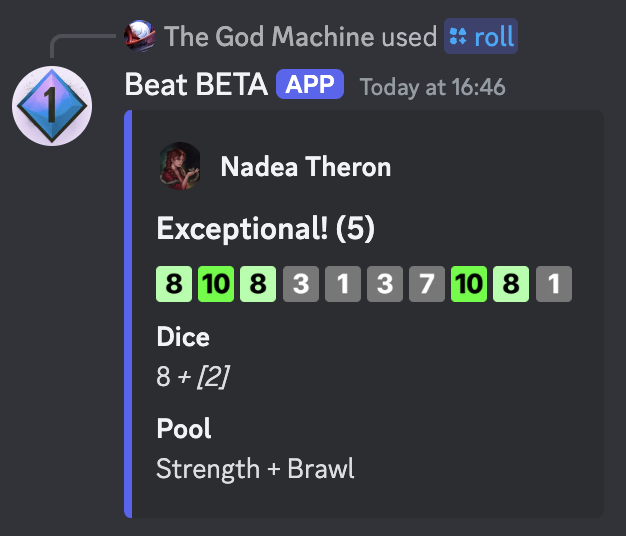 The God Machine used roll
1
Beat BETA APP Today at 16:46
Nadea Theron
Exceptional! (5)
8 10 8 3 1 3 7 10 8 1
Dice
8 + [2]
Pool
Strength + Brawl